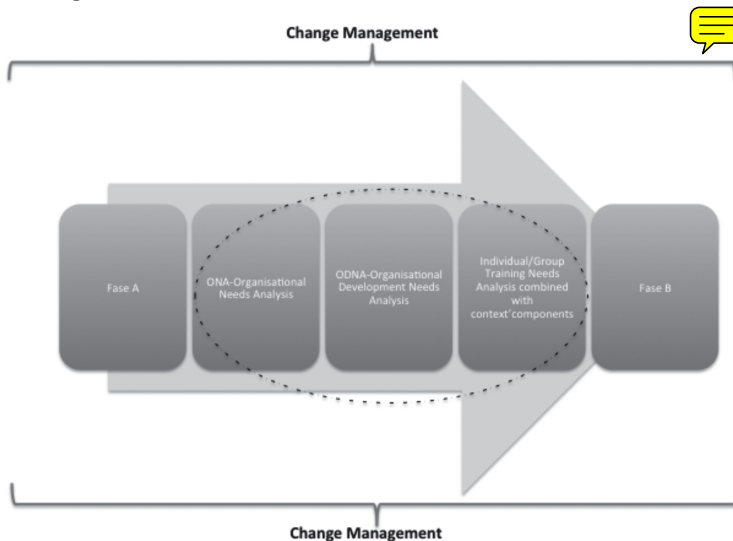 Change Management
Fase A
ONA-Organisational
Needs Analysis
ODNA-Organisational
Development Needs
Analysis
Individual/Group
Training Needs
Analysis combined
with
context'components
Fase B
Change Management